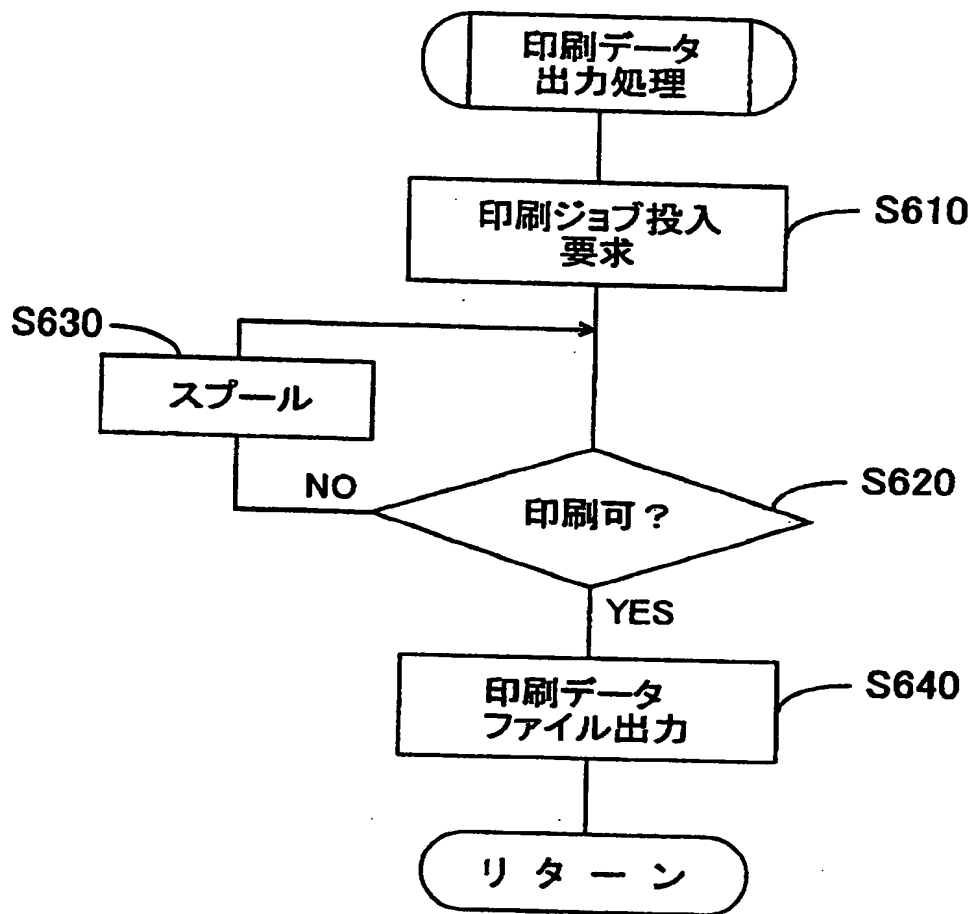 印刷データ
出力処理
印刷ジョブ投入
要求
S610
S630
スプール
NO
印刷可？
S620
YES
印刷データ
ファイル出力
S640
リターン